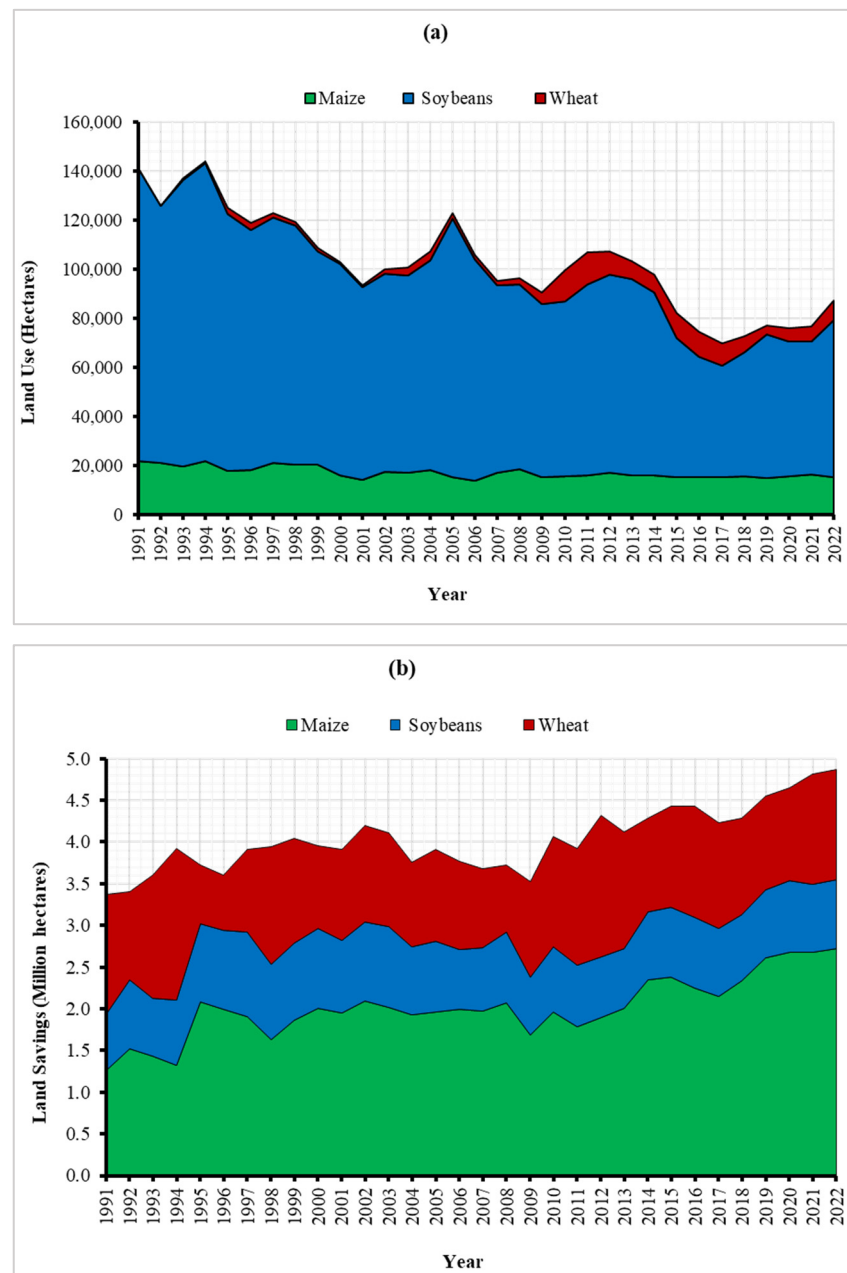 (a)
Maize Soybeans Wheat
160,000
140,000
120,000
100,000
80,000
60,000
40,000
20,000
0
Land Use (Hectares)
1991 1992 1993 1994 1995 1996 1997 1998 1999 2000 2001 2002 2003 2004 2005 2006 2007 2008 2009 2010 2011 2012 2013 2014 2015 2016 2017 2018 2019 2020 2021 2022
Year
(b)
Maize Soybeans Wheat
5.0
4.5
4.0
3.5
3.0
2.5
2.0
1.5
1.0
0.5
0.0
Land Savings (Million hectares)
1991 1992 1993 1994 1995 1996 1997 1998 1999 2000 2001 2002 2003 2004 2005 2006 2007 2008 2009 2010 2011 2012 2013 2014 2015 2016 2017 2018 2019 2020 2021 2022
Year